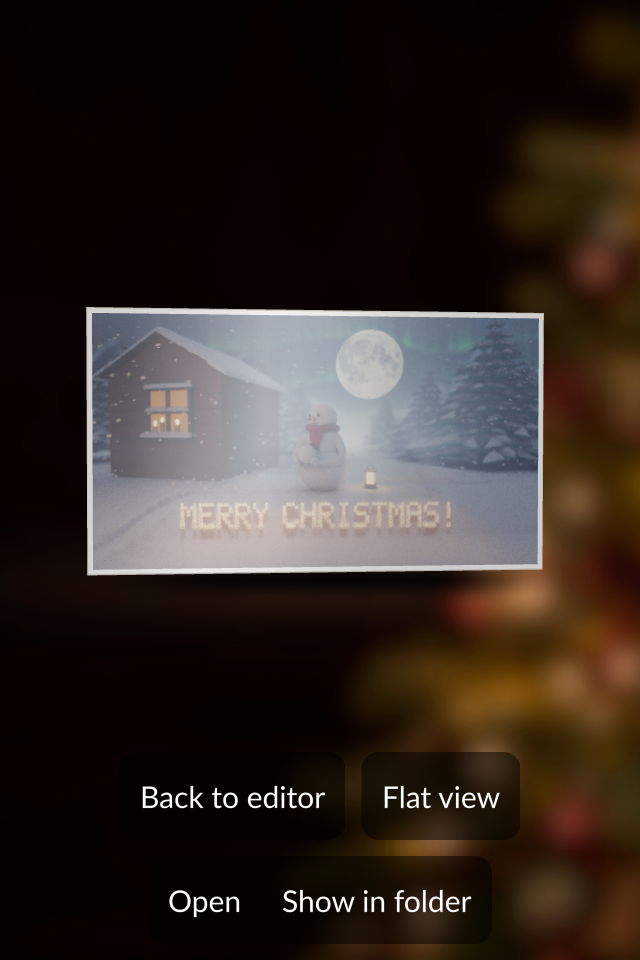 MERRY CHRISTMAS!
Back to editor
Flat view
Open
Show in folder